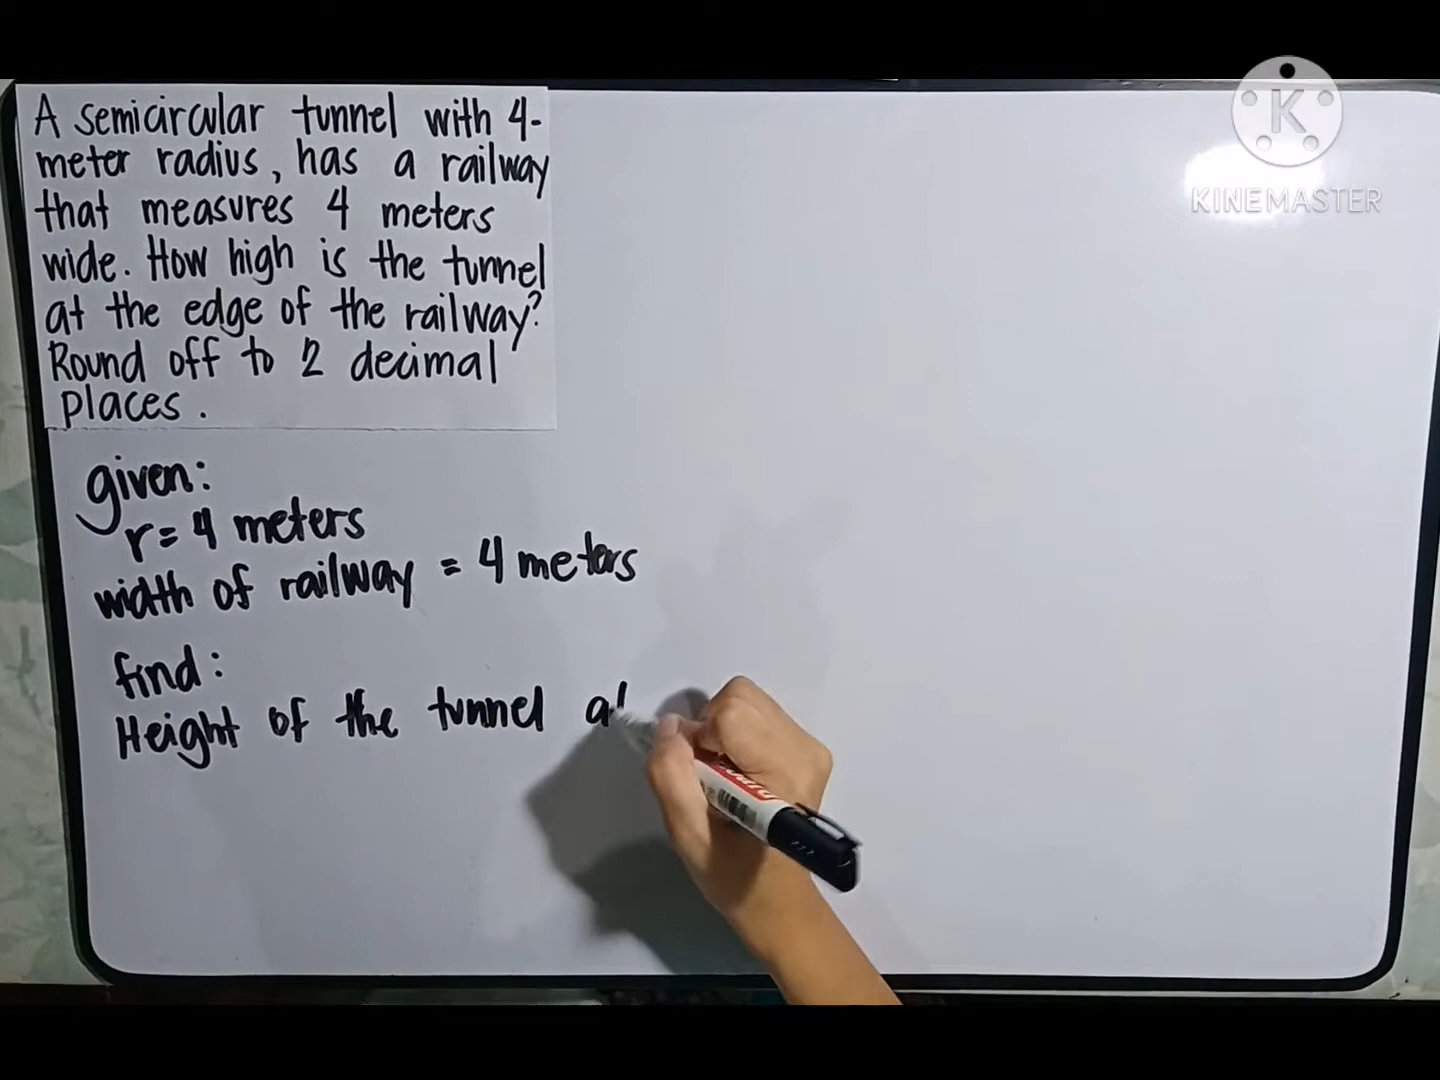 A semicircular tunnel with 4-
meter radius, has a railway
that measures 4 meters
wide. How high is the tunnel
at the edge of the railway?
Round off to 2 decimal
places.
given:
r = 4 meters
width of railway = 4 meters
find:
Height of the tunnel at
K
KINEMASTER